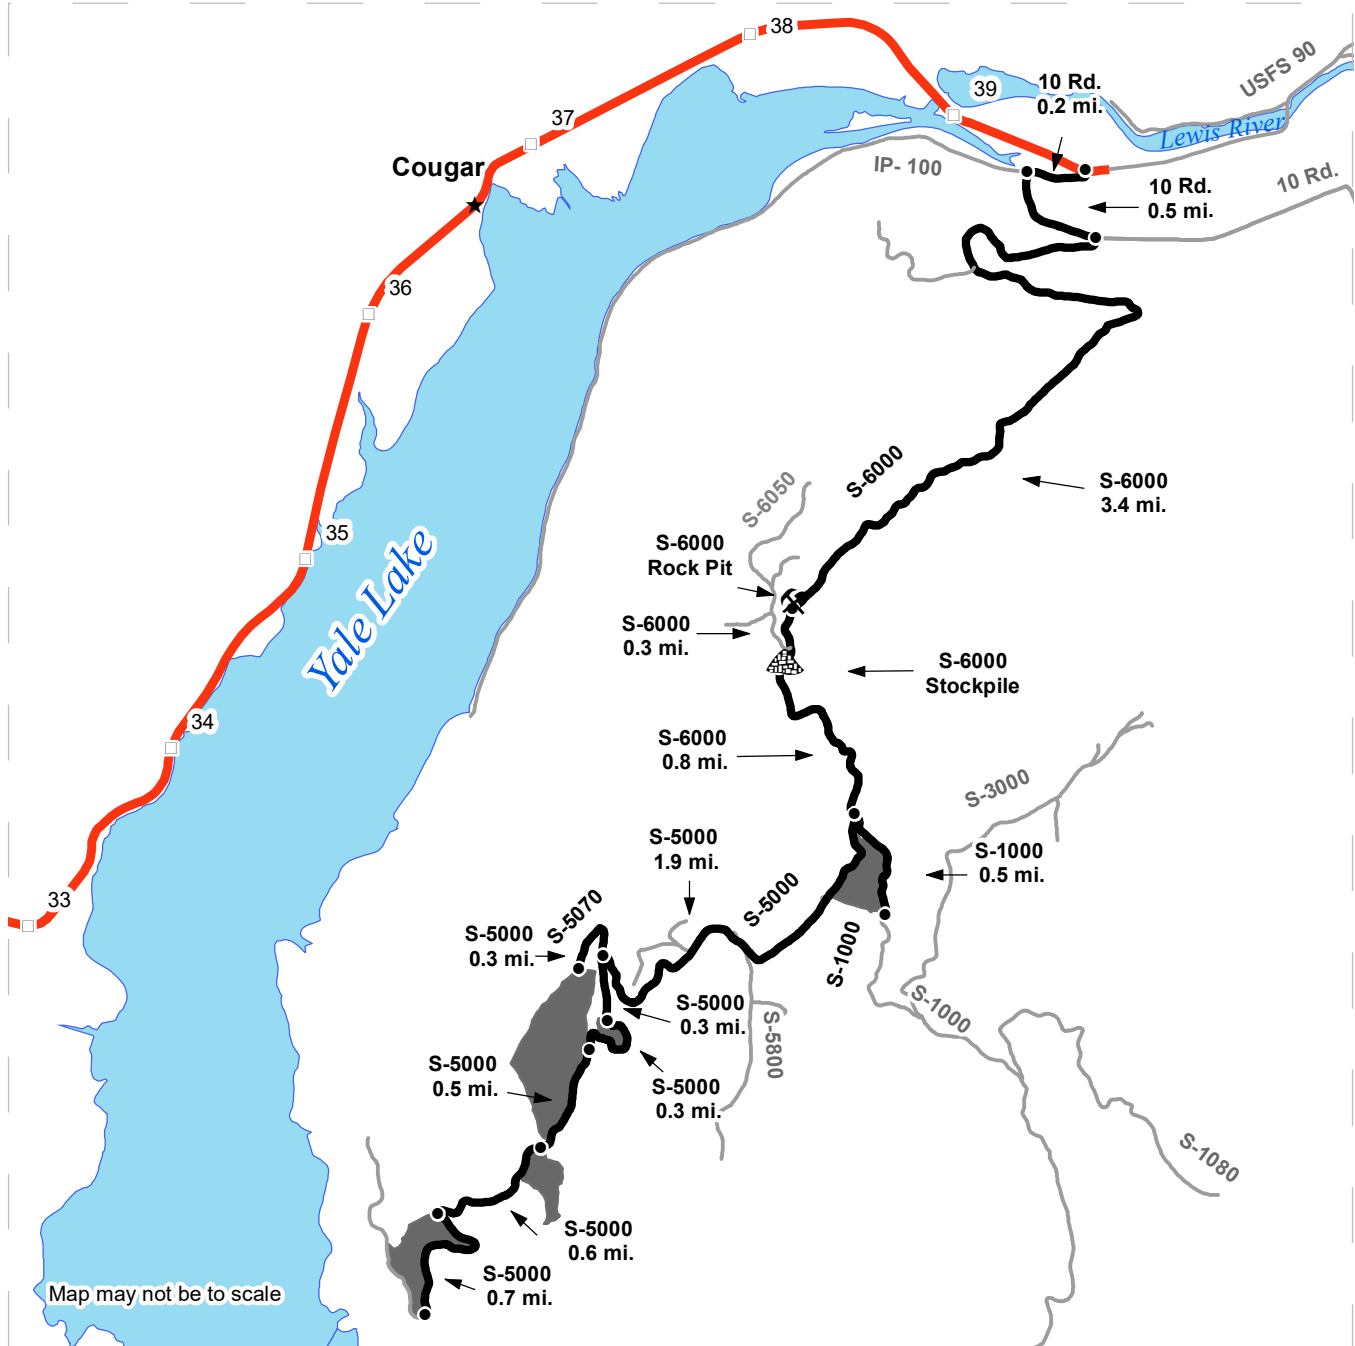 38
USFS 90
39
10 Rd.
0.2 mi.
37
Lewis River
Cougar
IP- 100
10 Rd.
0.5 mi.
10 Rd.
36
S-6000
S-6000
3.4 mi.
S-6050
35
S-6000
Rock Pit
Yale Lake
S-6000
0.3 mi.
S-6000
Stockpile
34
S-6000
0.8 mi.
S-3000
S-5000
1.9 mi.
S-1000
0.5 mi.
33
S-5070
S-5000
S-5000
0.3 mi.
S-1000
S-5000
0.3 mi.
S-1000
S-5800
S-5000
0.5 mi.
S-5000
0.3 mi.
S-1080
S-5000
0.6 mi.
S-5000
0.7 mi.
Map may not be to scale